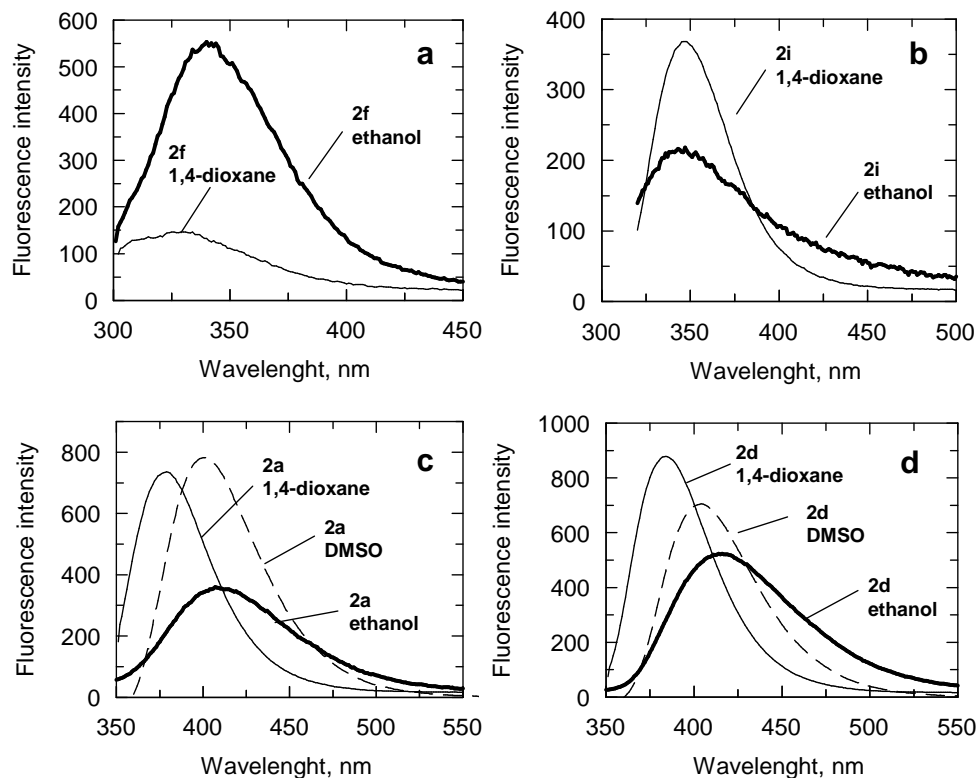 600
500
400
300
200
100
0
Fluorescence intensity
a
2f
ethanol
2f
1,4-dioxane
300 350 400 450
Wavelenght, nm
400
300
200
100
0
Fluorescence intensity
b
2i
1,4-dioxane
2i
ethanol
300 350 400 450 500
Wavelenght, nm
800
600
400
200
0
Fluorescence intensity
c
2a
1,4-dioxane
2a
DMSO
2a
ethanol
350 400 450 500 550
Wavelenght, nm
1000
800
600
400
200
0
Fluorescence intensity
d
2d
1,4-dioxane
2d
DMSO
2d
ethanol
350 400 450 500 550
Wavelenght, nm